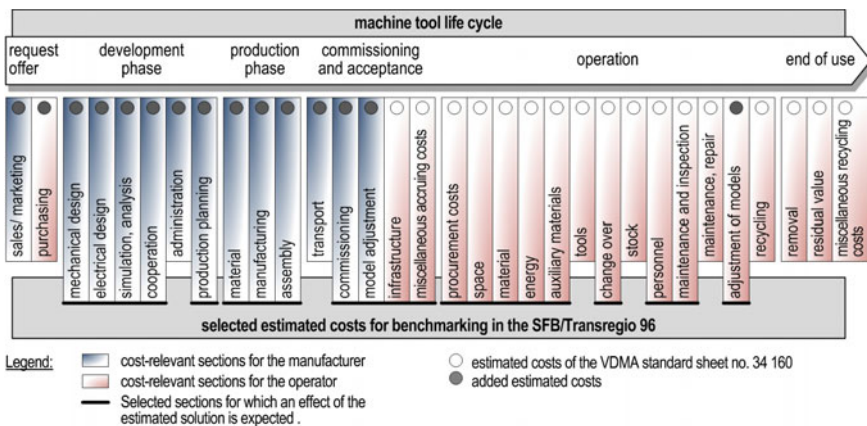 machine tool life cycle
request
offer
development
phase
production
phase
commissioning
and acceptance
operation
end of use
sales/ marketing
purchasing
mechanical design
electrical design
simulation, analysis
cooperation
administration
production planning
material
manufacturing
assembly
transport
commissioning
model adjustment
infrastructure
miscellaneous accruing costs
procurement costs
space
material
energy
auxiliary materials
tools
change over
stock
personnel
maintenance and inspection
maintenance, repair
adjustment of models
recycling
removal
residual value
miscellaneous recycling
costs
selected estimated costs for benchmarking in the SFB/Transregio 96
Legend:
cost-relevant sections for the manufacturer
cost-relevant sections for the operator
Selected sections for which an effect of the
estimated solution is expected .
estimated costs of the VDMA standard sheet no. 34 160
added estimated costs